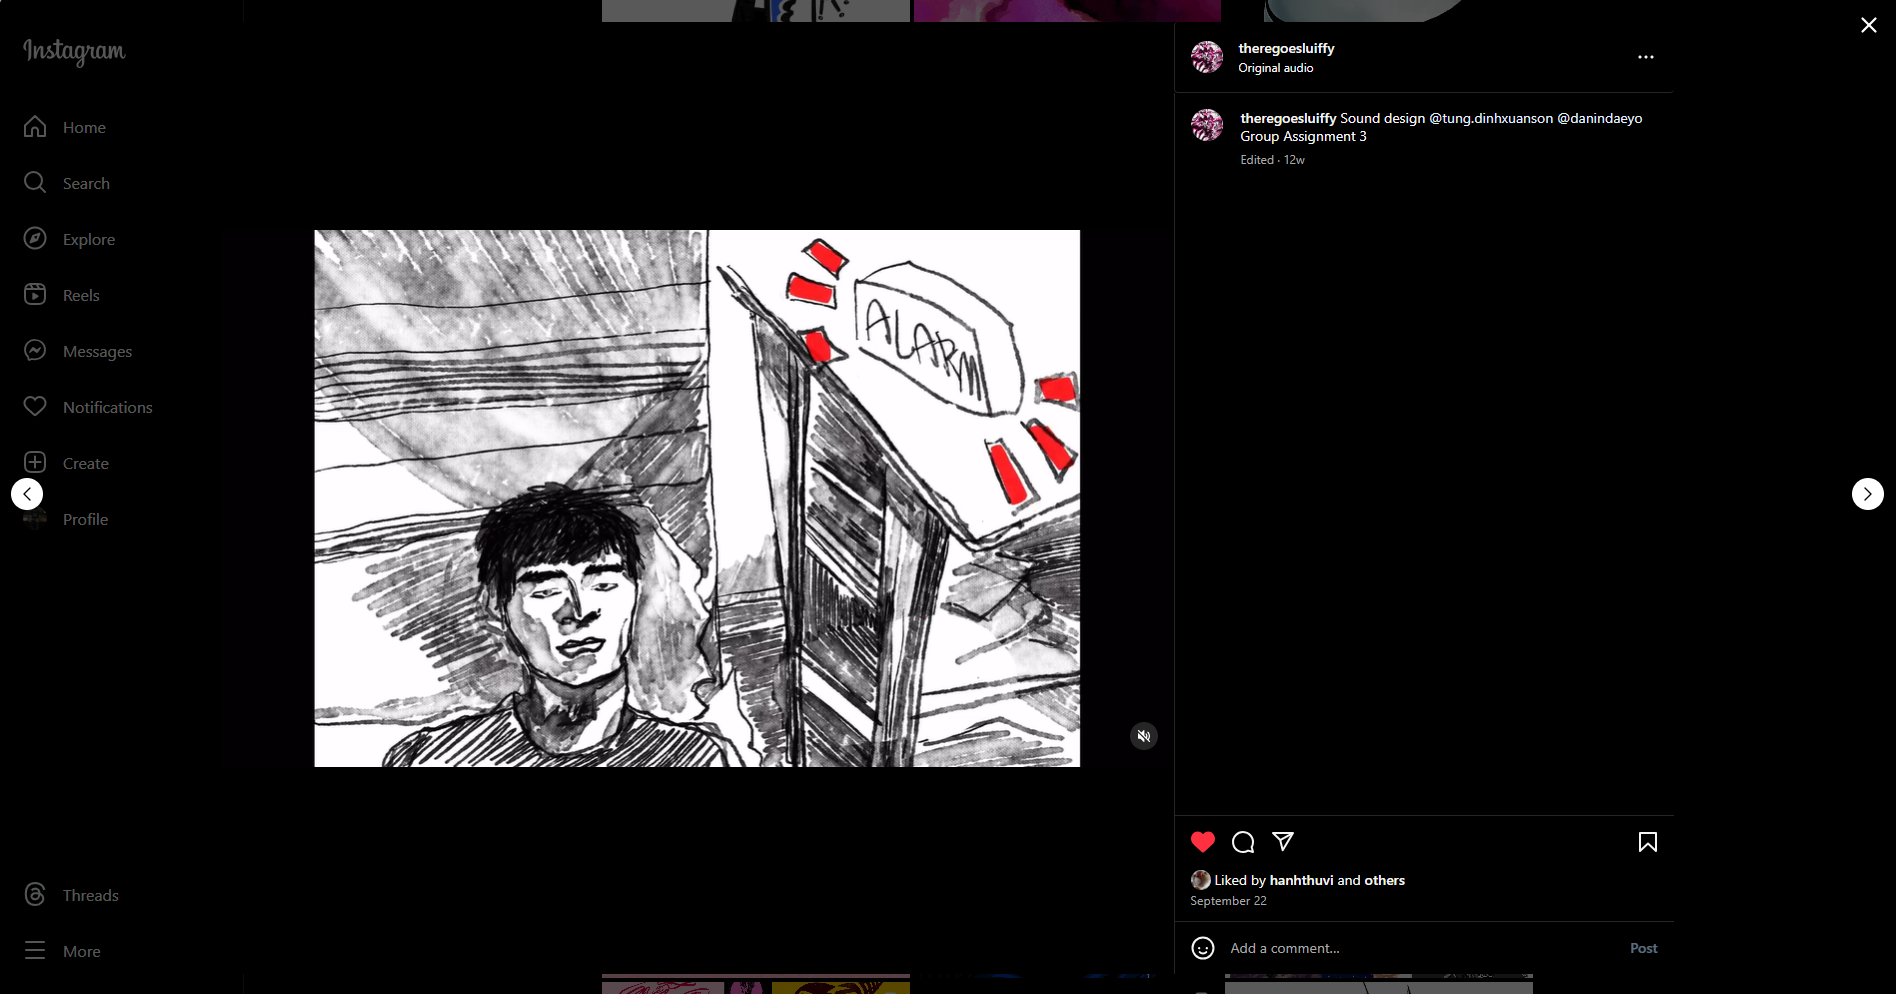 Instagram
Home
Search
Explore
Reels
Messages
Notifications
Create
Profile
Threads
More
ALARM
theregoesluiffy
Original audio
theregoesluiffy Sound design @tung.dinhxuanson @danindaeyo
Group Assignment 3
Edited · 12w
Liked by hanhthuvi and others
September 22
Add a comment...
Post